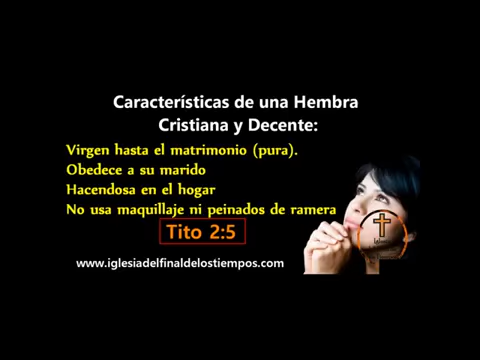 Características de una Hembra
Cristiana y Decente:
Virgen hasta el matrimonio (pura).
Obedece a su marido
Hacendosa en el hogar
No usa maquillaje ni peinados de ramera
Tito 2:5
www.iglesiadelfinaldelostiempos.com